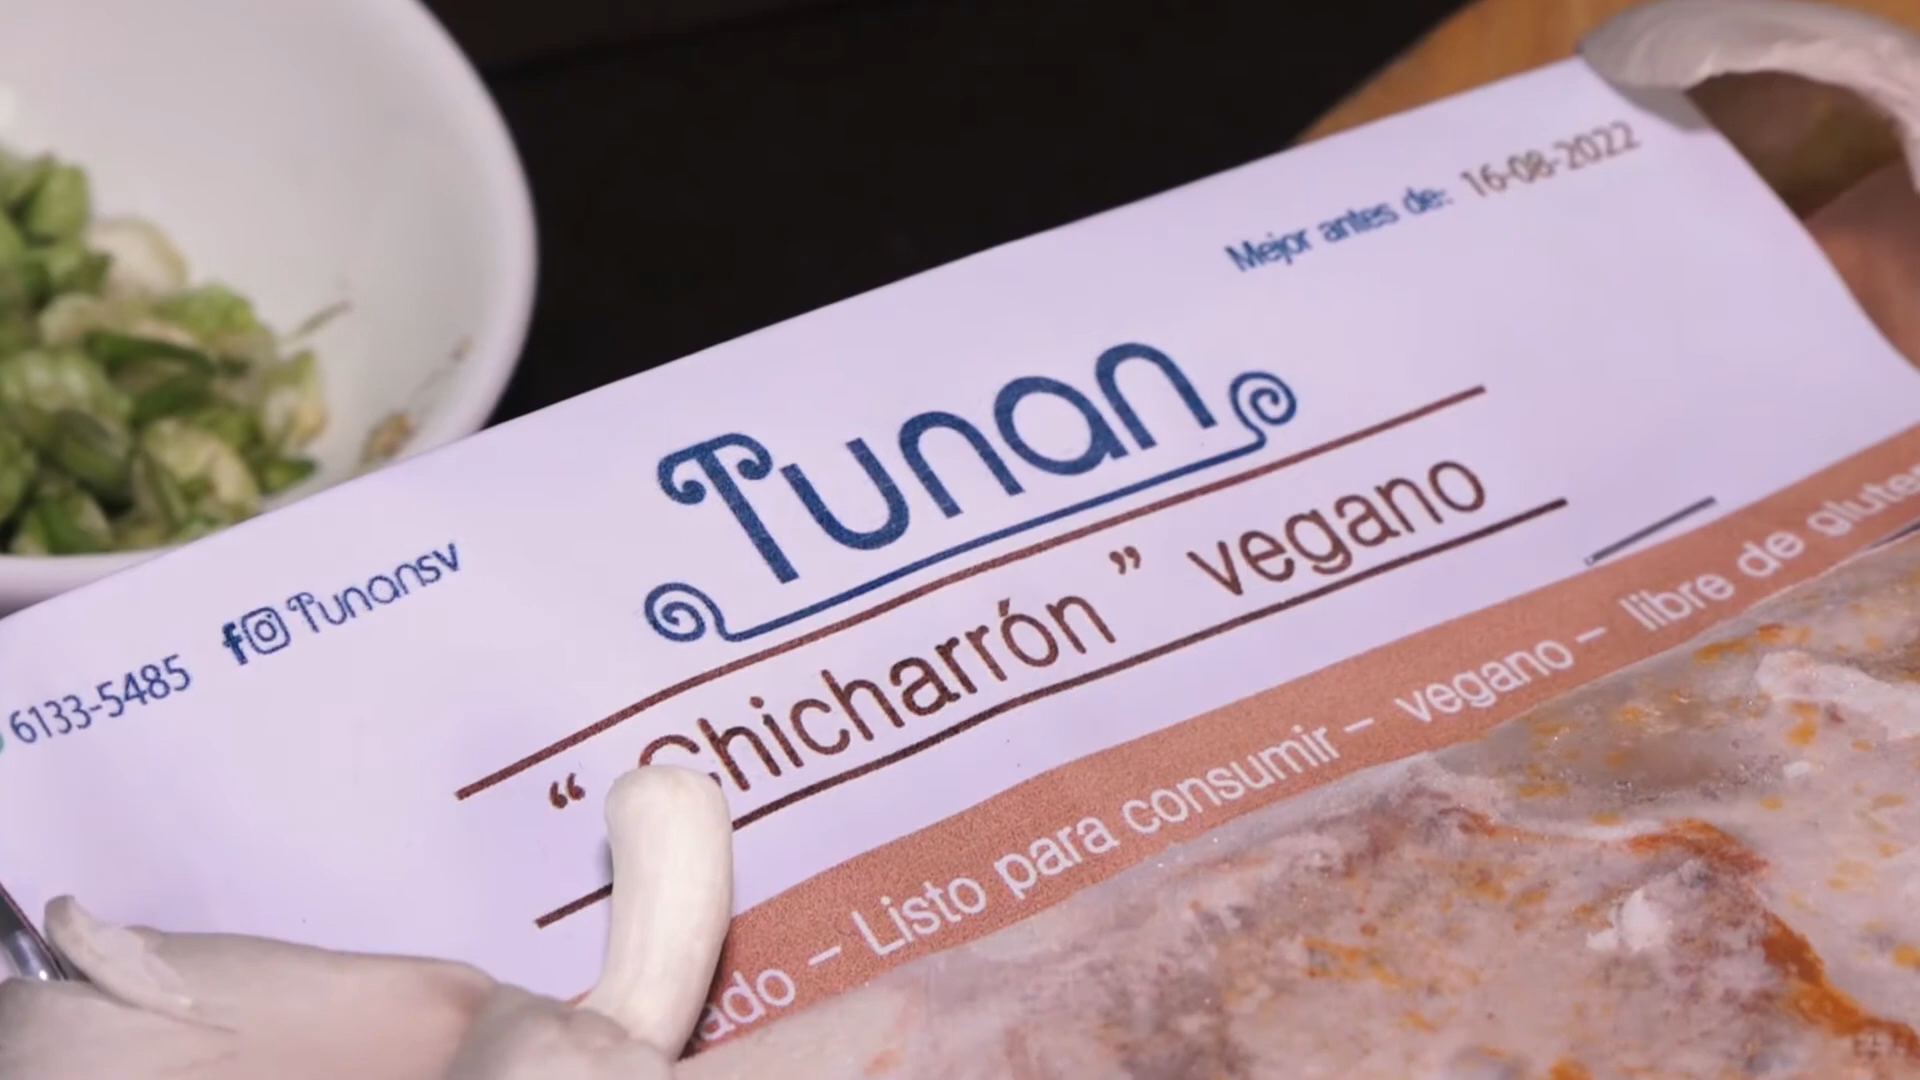 Mejor antes de: 16-08-2022
Tunan
6133-5485 Tunansv
“Chicharrón” vegano
ado – Listo para consumir – vegano – libre de gluten